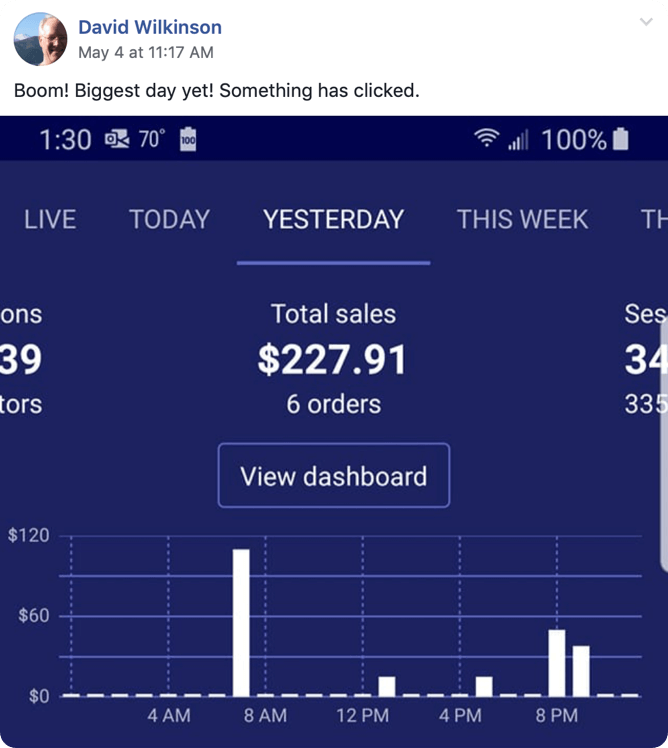 David Wilkinson
May 4 at 11:17 AM
Boom! Biggest day yet! Something has clicked.
1:30 70° 100 100%
LIVE TODAY YESTERDAY THIS WEEK TH
ons Total sales Ses
39 $227.91 34
tors 6 orders 335
View dashboard
$120
$60
$0
4 AM 8 AM 12 PM 4 PM 8 PM